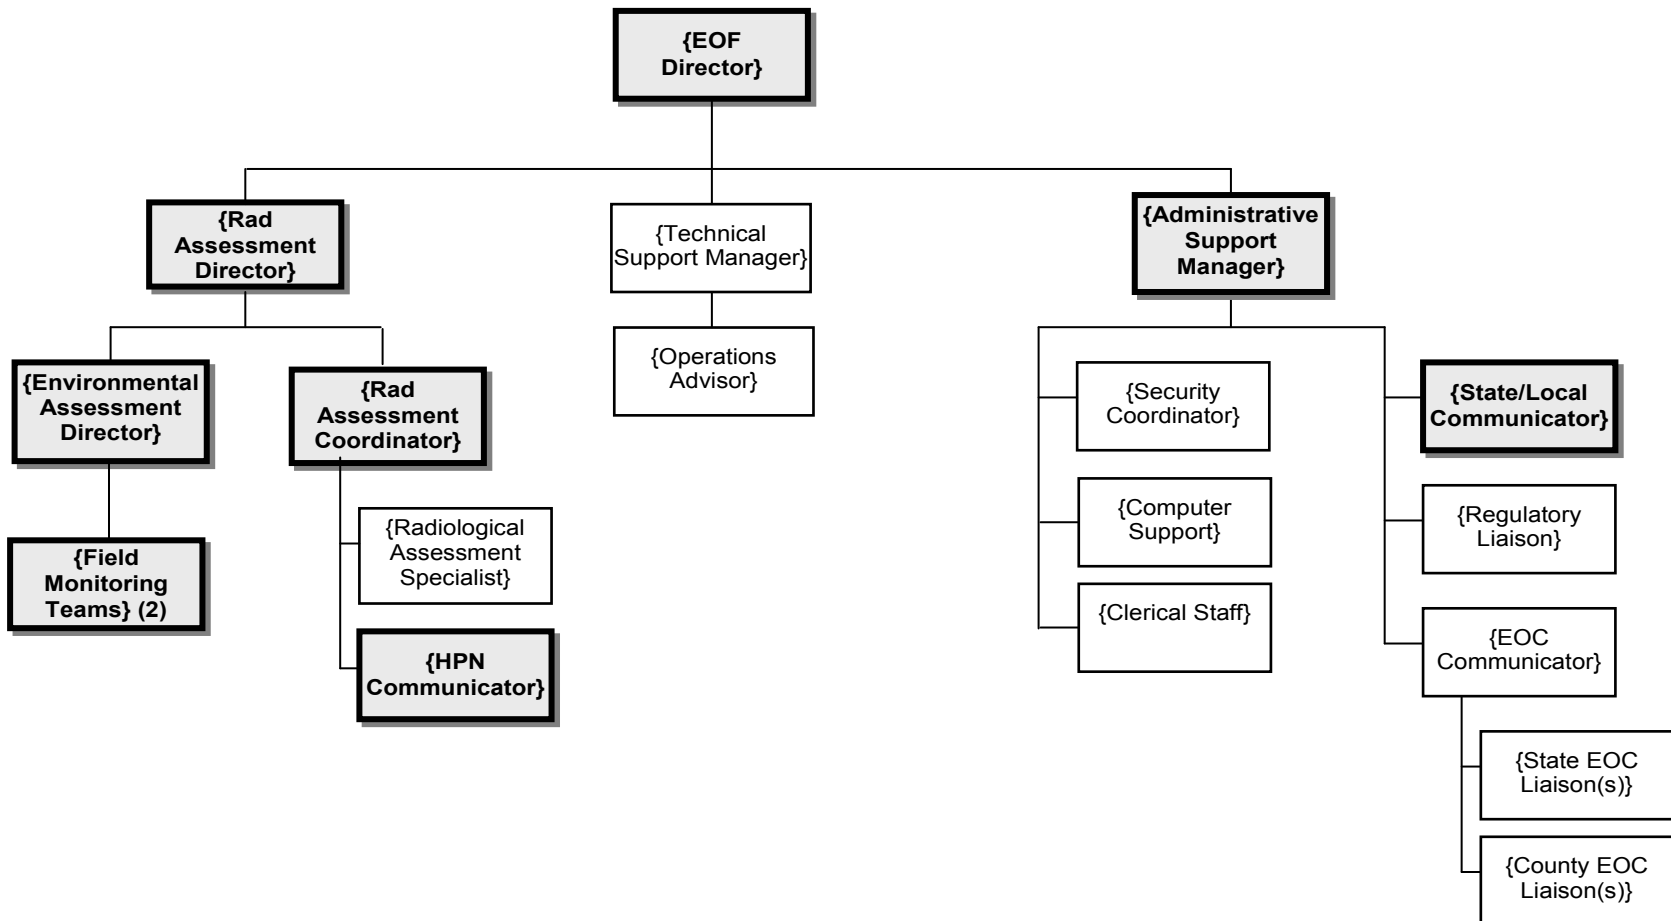 {EOF
Director}
{Rad
Assessment
Director}
{Technical
Support Manager}
{Administrative
Support
Manager}
{Environmental
Assessment
Director}
{Rad
Assessment
Coordinator}
{Operations
Advisor}
{Security
Coordinator}
{State/Local
Communicator}
{Field
Monitoring
Teams} (2)
{Radiological
Assessment
Specialist}
{Computer
Support}
{Regulatory
Liaison}
{HPN
Communicator}
{Clerical Staff}
{EOC
Communicator}
{State EOC
Liaison(s)}
{County EOC
Liaison(s)}